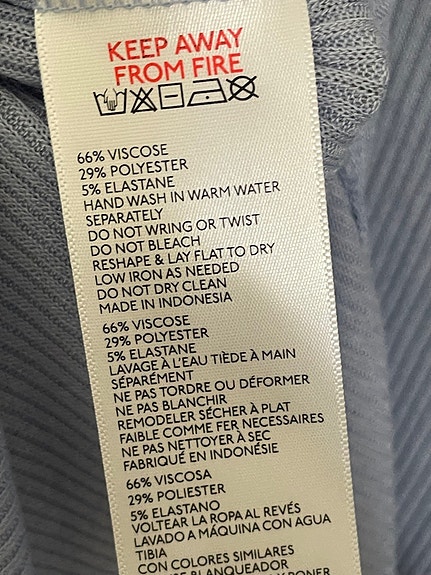 KEEP AWAY
FROM FIRE
66% VISCOSE
29% POLYESTER
5% ELASTANE
HAND WASH IN WARM WATER
SEPARATELY
DO NOT WRING OR TWIST
DO NOT BLEACH
RESHAPE & LAY FLAT TO DRY
LOW IRON AS NEEDED
DO NOT DRY CLEAN
MADE IN INDONESIA
66% VISCOSE
29% POLYESTER
5% ELASTANE
LAVAGE À L'EAU TIÈDE À MAIN
SÉPARÉMENT
NE PAS TORDRE OU DÉFORMER
NE PAS BLANCHIR
REMODELER SÉCHER À PLAT
FAIBLE COMME FER NECESSAIRES
NE PAS NETTOYER À SEC
FABRIQUÉ EN INDONÉSIE
66% VISCOSA
29% POLIESTER
5% ELASTANO
VOLTEAR LA ROPA AL REVÉS
LAVADO A MÁQUINA CON AGUA
TIBIA
CON COLORES SIMILARES
BLANQUEADOR
PONER